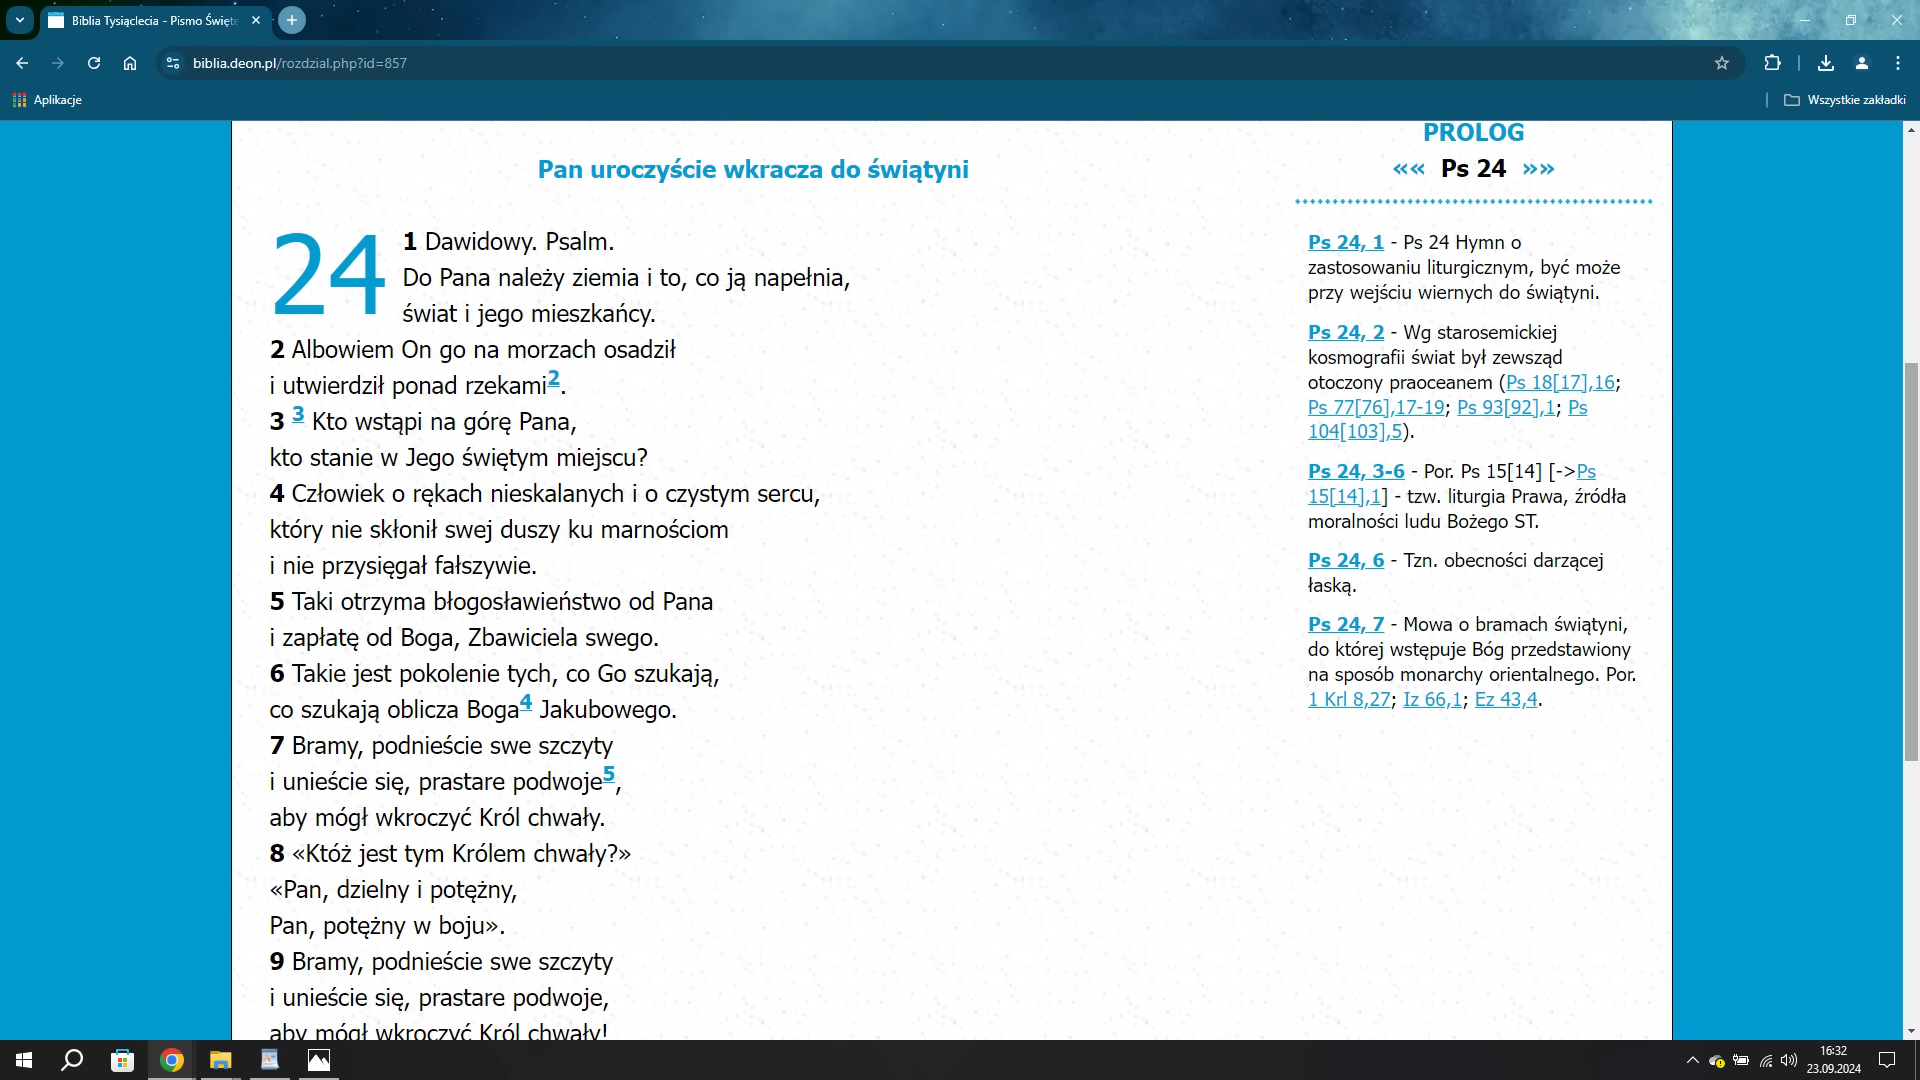 Biblia Tysiąclecia - Pismo Święte
biblia.deon.pl/rozdzial.php?id=857
Aplikacje
Wszystkie zakładki
Pan uroczyście wkracza do świątyni
24
1 Dawidowy. Psalm.
Do Pana należy ziemia i to, co ją napełnia,
świat i jego mieszkańcy.
2 Albowiem On go na morzach osadził
i utwierdził ponad rzekami2.
3 3 Kto wstąpi na górę Pana,
kto stanie w Jego świętym miejscu?
4 Człowiek o rękach nieskalanych i o czystym sercu,
który nie skłonił swej duszy ku marnościom
i nie przysięgał fałszywie.
5 Taki otrzyma błogosławieństwo od Pana
i zapłatę od Boga, Zbawiciela swego.
6 Takie jest pokolenie tych, co Go szukają,
co szukają oblicza Boga4 Jakubowego.
7 Bramy, podnieście swe szczyty
i unieście się, prastare podwoje5,
aby mógł wkroczyć Król chwały.
8 «Któż jest tym Królem chwały?»
«Pan, dzielny i potężny,
Pan, potężny w boju».
9 Bramy, podnieście swe szczyty
i unieście się, prastare podwoje,
aby mógł wkroczyć Król chwały!
PROLOG
«« Ps 24 »»
Ps 24, 1 - Ps 24 Hymn o
zastosowaniu liturgicznym, być może
przy wejściu wiernych do świątyni.
Ps 24, 2 - Wg starosemickiej
kosmografii świat był zewsząd
otoczony praoceanem (Ps 18[17],16;
Ps 77[76],17-19; Ps 93[92],1; Ps
104[103],5).
Ps 24, 3-6 - Por. Ps 15[14] [->Ps
15[14],1] - tzw. liturgia Prawa, źródła
moralności ludu Bożego ST.
Ps 24, 6 - Tzn. obecności darzącej
łaską.
Ps 24, 7 - Mowa o bramach świątyni,
do której wstępuje Bóg przedstawiony
na sposób monarchy orientalnego. Por.
1 Krl 8,27; Iz 66,1; Ez 43,4.
16:32
23.09.2024